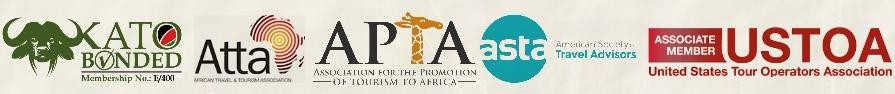 KATO
BONDED
Membership No.: E/400
Atta
AFRICAN TRAVEL & TOURISM ASSOCIATION
APTA
ASSOCIATION FOR THE PROMOTION
OF TOURISM TO AFRICA
asta
American Society of
Travel Advisors
ASSOCIATE
MEMBER
USTOA
United States Tour Operators Association